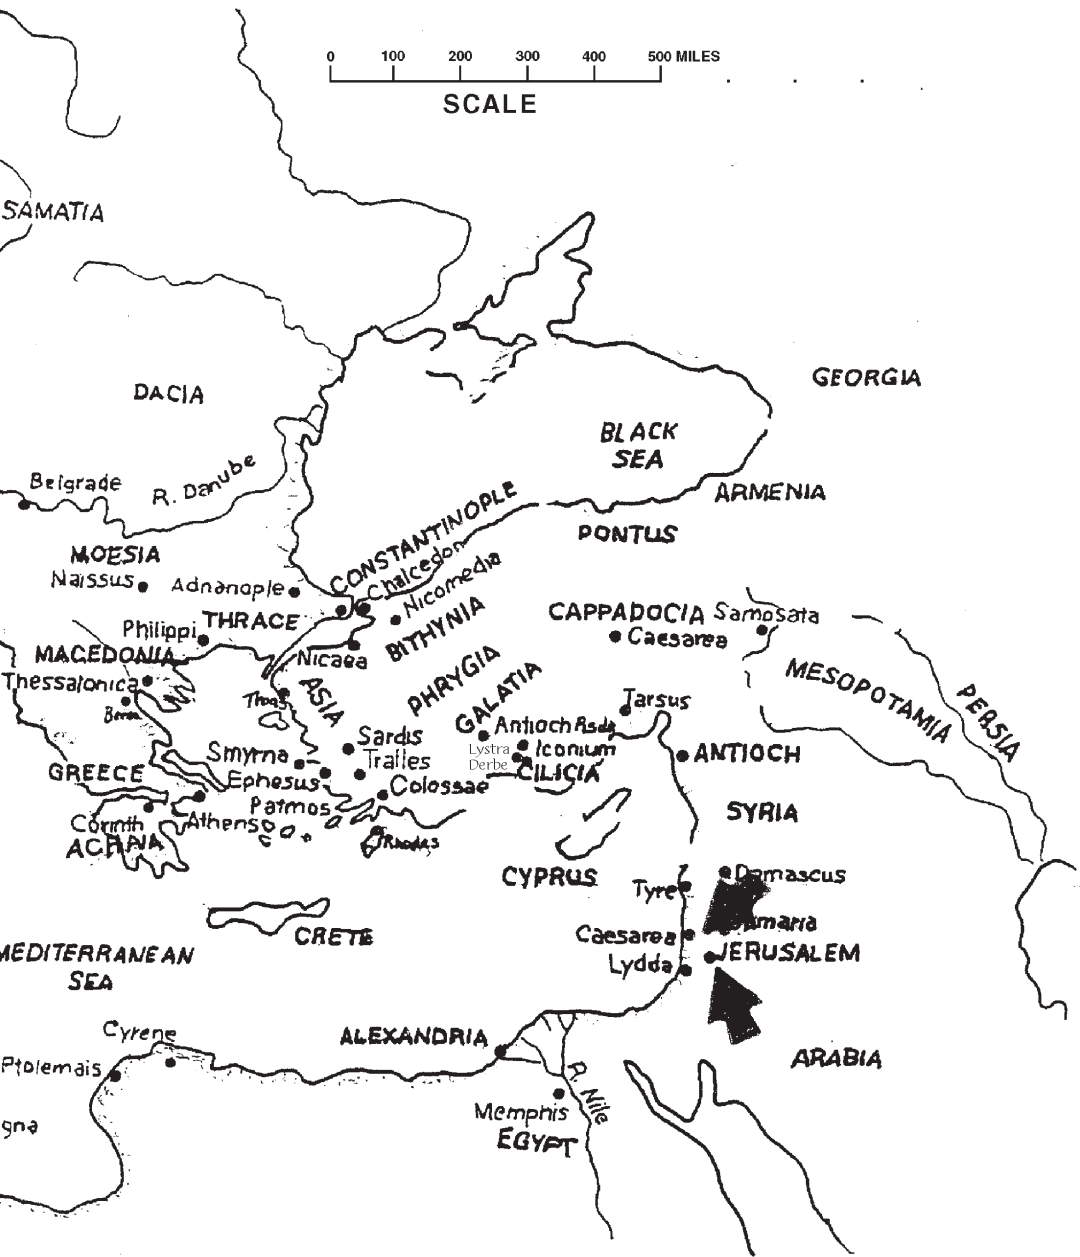 0 100 200 300 400 500 MILES
SCALE
SAMATIA
GEORGIA
DACIA
BLACK
SEA
Belgrade
R. Danube
ARMENIA
CONSTANTINOPLE
PONTUS
MOESIA
Chalcedon
Naissus
Adnanople
Nicomedia
CAPPADOCIA
Samosata
THRACE
BITHYNIA
Philippi
Caesarea
MACEDONIA
Nicaea
PHRYGIA
MESOPOTAMIA
PERSIA
Thessalonica
ASIA
GALATIA
Tarsus
Antioch
Sardis
Lystra
Iconium
ANTIOCH
Smyrna
Tralles
Derbe
CILICIA
GREECE
Ephesus
Colossae
Patmos
SYRIA
Corinth
Athens
ACHAIA
Rhodes
CYPRUS
Tyre
Damascus
CRETE
Caesarea
maria
JERUSALEM
Lydda
MEDITERRANEAN
SEA
Cyrene
ALEXANDRIA
ARABIA
Ptolemais
R. Nile
Memphis
gna
EGYPT